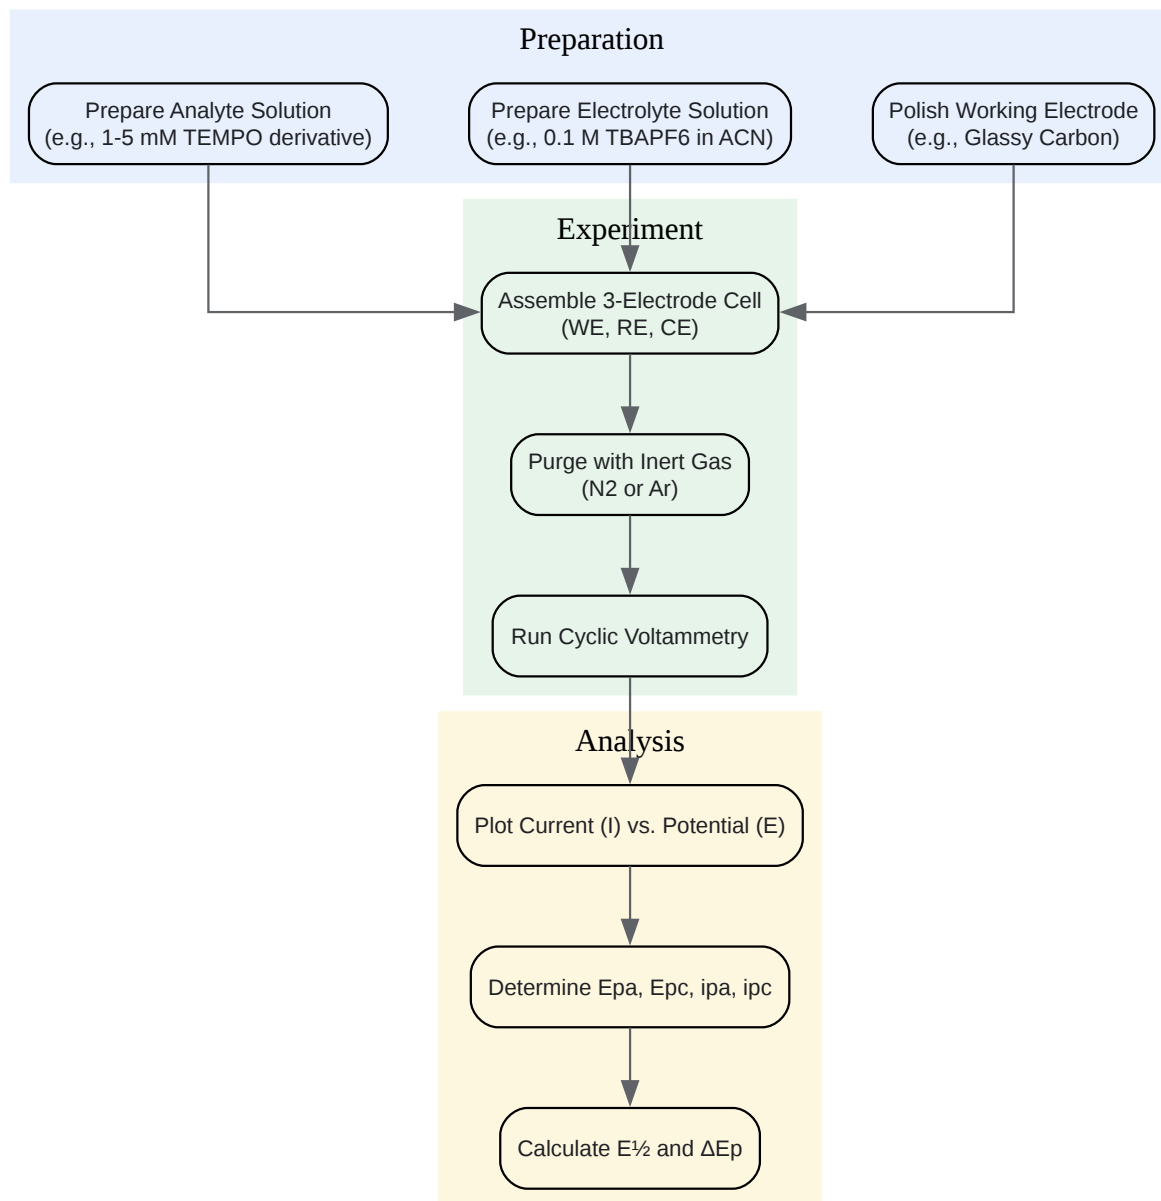 Preparation
Prepare Analyte Solution
(e.g., 1-5 mM TEMPO derivative)
Prepare Electrolyte Solution
(e.g., 0.1 M TBAPF6 in ACN)
Polish Working Electrode
(e.g., Glassy Carbon)
Experiment
Assemble 3-Electrode Cell
(WE, RE, CE)
Purge with Inert Gas
(N2 or Ar)
Run Cyclic Voltammetry
Analysis
Plot Current (I) vs. Potential (E)
Determine Epa, Epc, ipa, ipc
Calculate E½ and ΔEp